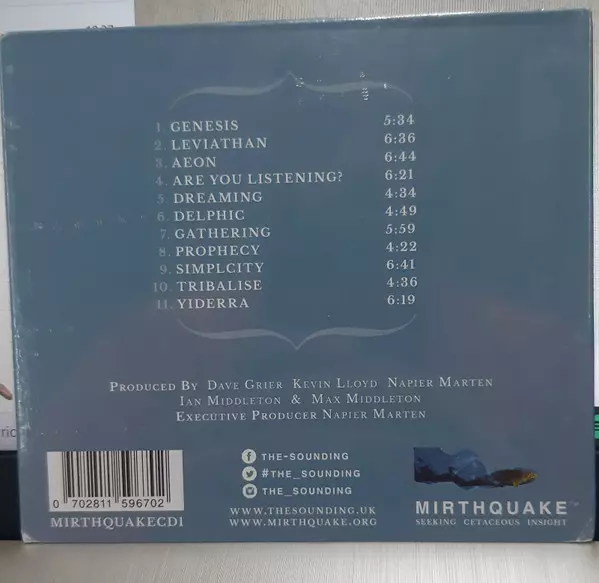 1. GENESIS 5:34
2. LEVIATHAN 6:36
3. AEON 6:44
4. ARE YOU LISTENING? 6:21
5. DREAMING 4:34
6. DELPHIC 4:49
7. GATHERING 5:59
8. PROPHECY 4:22
9. SIMPLCITY 6:41
10. TRIBALISE 4:36
11. YIDERRA 6:19
PRODUCED BY DAVE GRIER KEVIN LLOYD NAPIER MARTEN
IAN MIDDLETON & MAX MIDDLETON
EXECUTIVE PRODUCER NAPIER MARTEN
THE-SOUNDING
#THE_SOUNDING
THE_SOUNDING
WWW.THESOUNDING.UK
WWW.MIRTHQUAKE.ORG
0 702811 596702
MIRTHQUAKECD1
MIRTHQUAKE™
SEEKING CETACEOUS INSIGHT